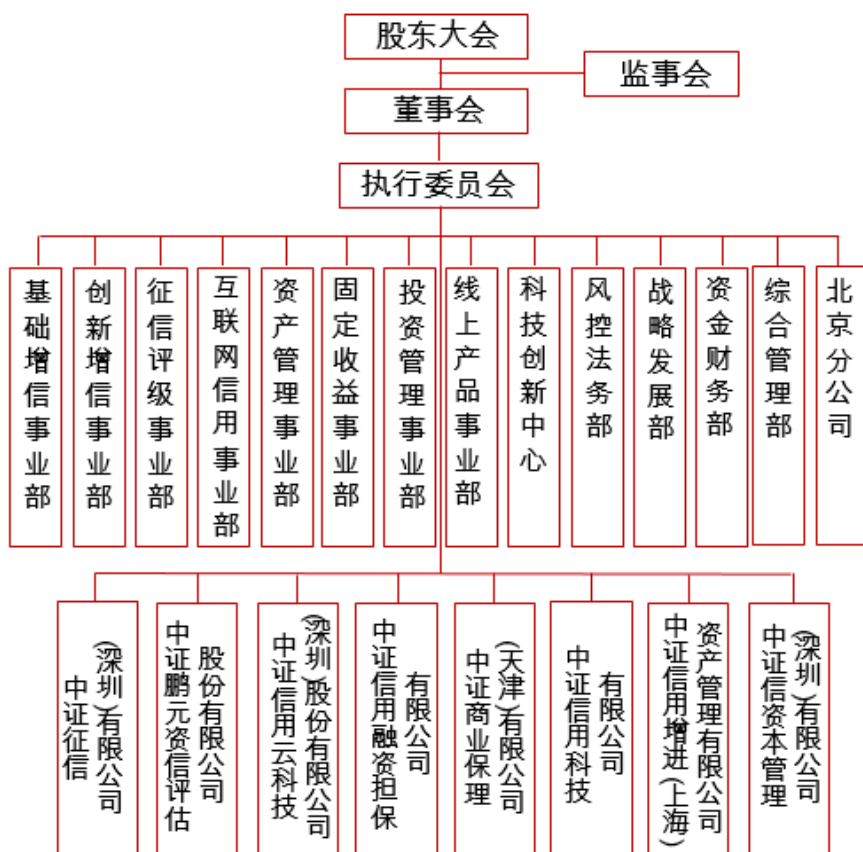 股东大会
监事会
董事会
执行委员会
基础增信事业部
创新增信事业部
征信评级事业部
互联网信用事业部
资产管理事业部
固定收益事业部
投资管理事业部
线上产品事业部
科技创新中心
风控法务部
战略发展部
资金财务部
综合管理部
北京分公司
中证征信
(深圳)有限公司
中证鹏元资信评估
股份有限公司
中证信用云科技
(深圳)股份有限公司
中证信用融资担保
有限公司
中证商业保理
(天津)有限公司
中证信用科技
有限公司
中证信用增进(上海)
资产管理有限公司
中证信资本管理
(深圳)有限公司